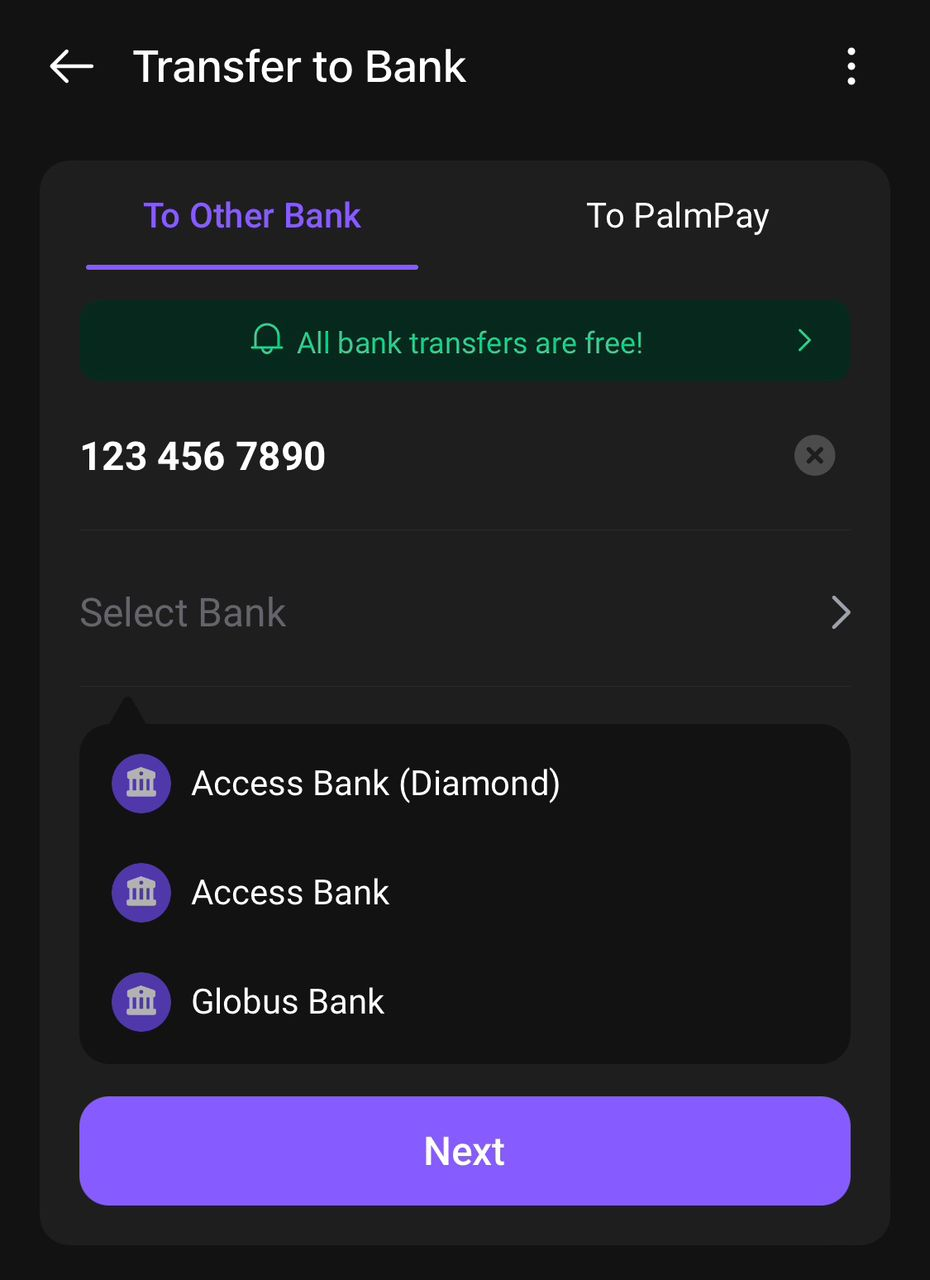 Transfer to Bank
To Other Bank
To PalmPay
All bank transfers are free!
123 456 7890
Select Bank
Access Bank (Diamond)
Access Bank
Globus Bank
Next